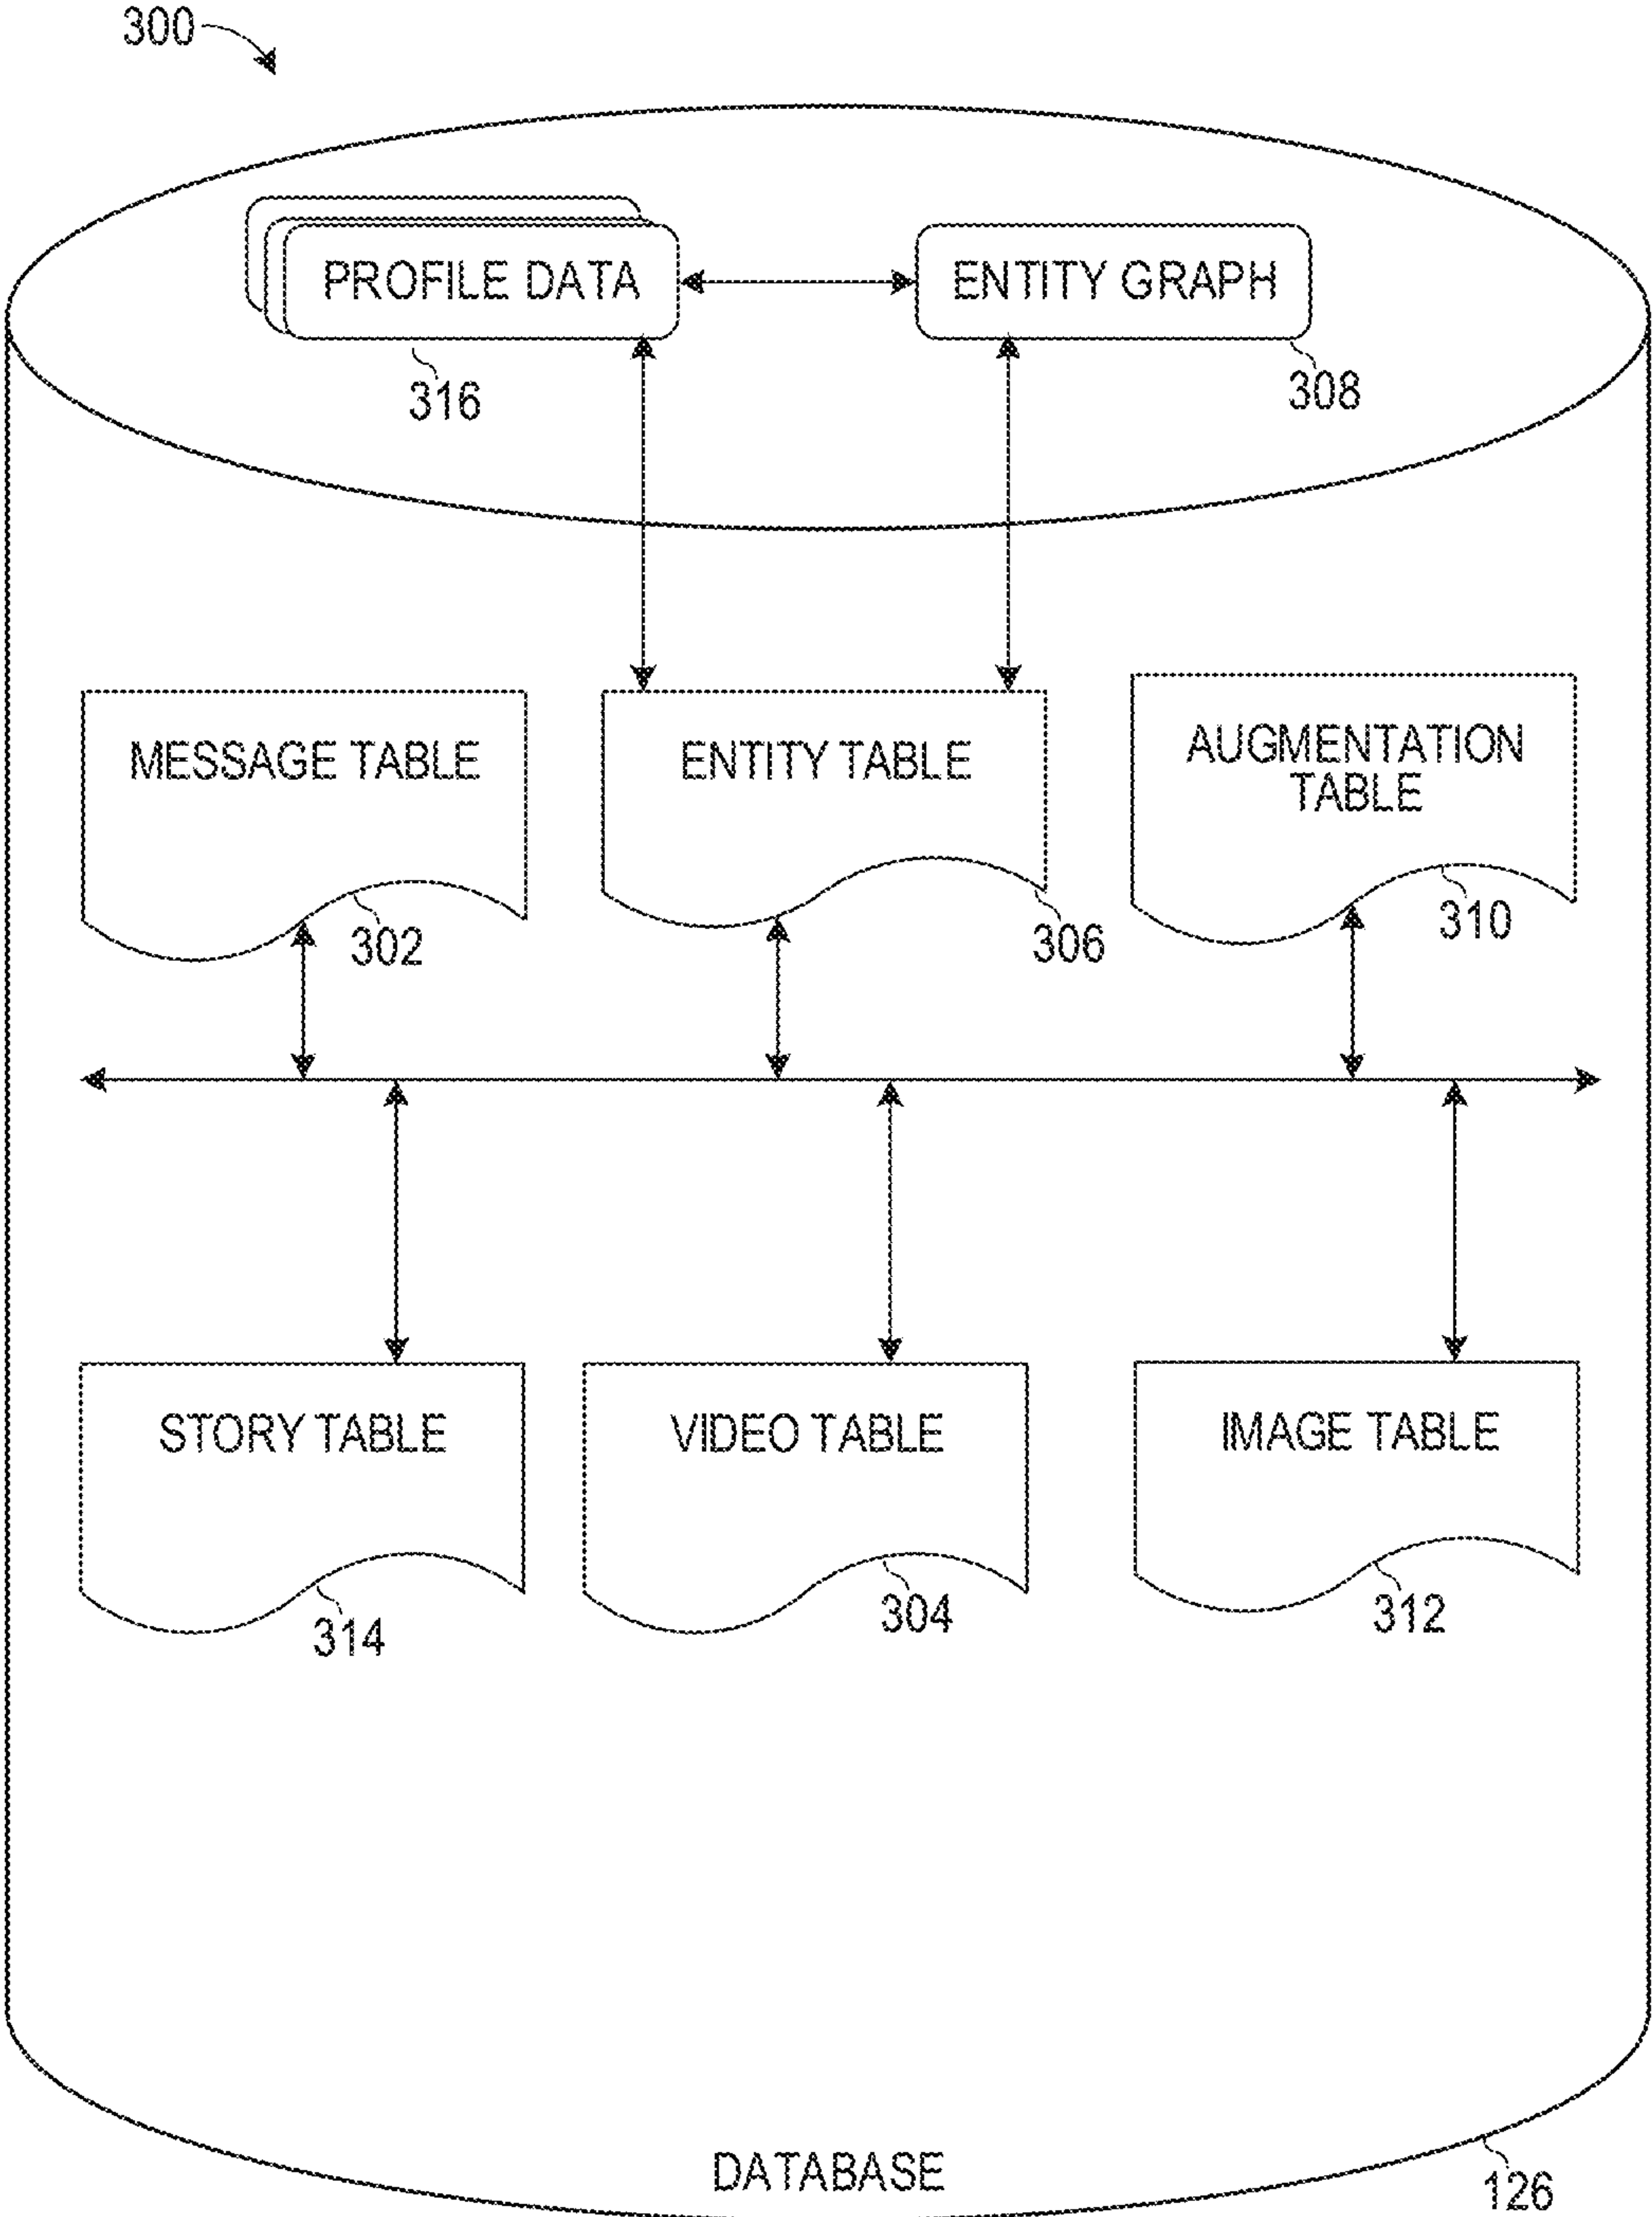 300
PROFILE DATA
ENTITY GRAPH
316
308
MESSAGE TABLE
ENTITY TABLE
AUGMENTATION
TABLE
302
306
310
STORY TABLE
VIDEO TABLE
IMAGE TABLE
314
304
312
DATABASE
126